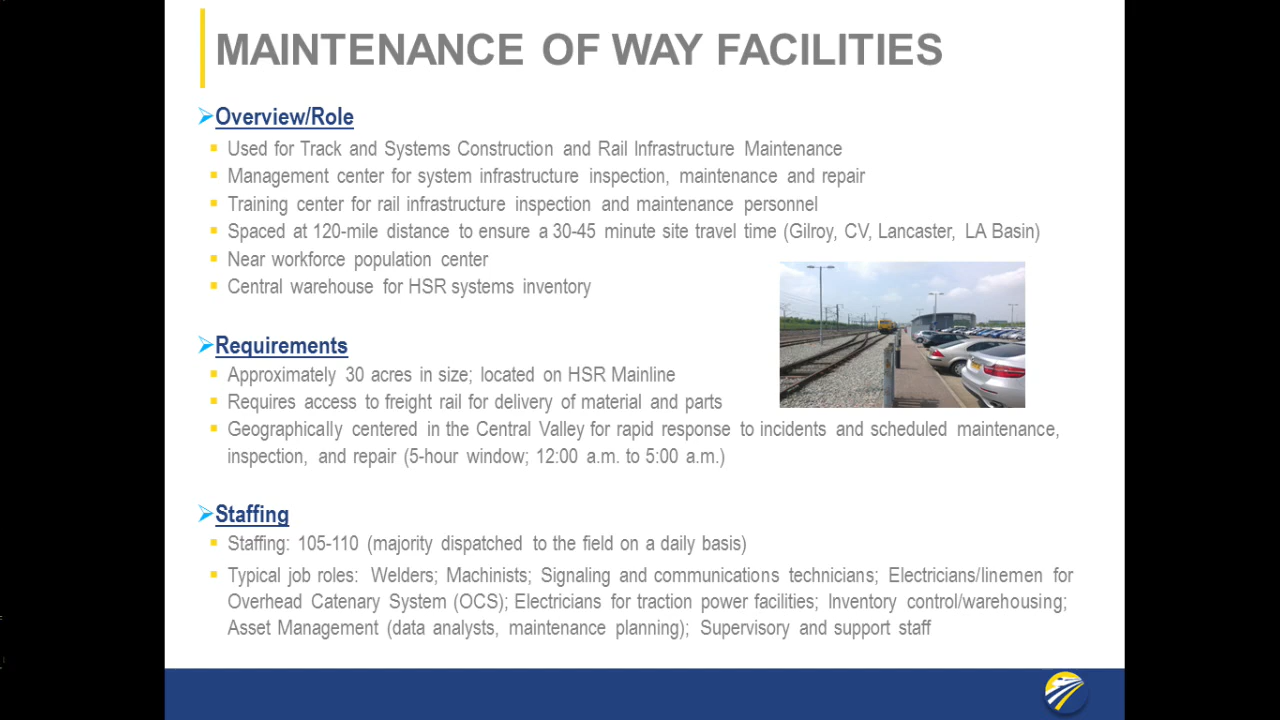 MAINTENANCE OF WAY FACILITIES
Overview/Role
Used for Track and Systems Construction and Rail Infrastructure Maintenance
Management center for system infrastructure inspection, maintenance and repair
Training center for rail infrastructure inspection and maintenance personnel
Spaced at 120-mile distance to ensure a 30-45 minute site travel time (Gilroy, CV, Lancaster, LA Basin)
Near workforce population center
Central warehouse for HSR systems inventory
Requirements
Approximately 30 acres in size; located on HSR Mainline
Requires access to freight rail for delivery of material and parts
Geographically centered in the Central Valley for rapid response to incidents and scheduled maintenance,
inspection, and repair (5-hour window; 12:00 a.m. to 5:00 a.m.)
Staffing
Staffing: 105-110 (majority dispatched to the field on a daily basis)
Typical job roles: Welders; Machinists; Signaling and communications technicians; Electricians/linemen for
Overhead Catenary System (OCS); Electricians for traction power facilities; Inventory control/warehousing;
Asset Management (data analysts, maintenance planning); Supervisory and support staff